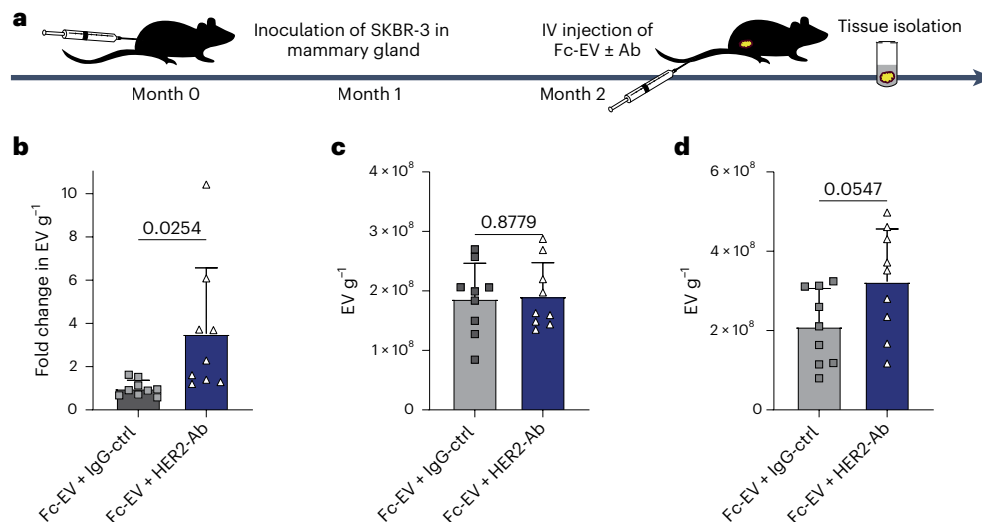 a
Inoculation of SKBR-3 in
mammary gland
IV injection of
Fc-EV ± Ab
Tissue isolation
Month 0
Month 1
Month 2
b
Fold change in EV g⁻¹
10
8
6
4
2
0
0.0254
Fc-EV + IgG-ctrl
Fc-EV + HER2-Ab
c
EV g⁻¹
4 × 10⁸
3 × 10⁸
2 × 10⁸
1 × 10⁸
0
0.8779
Fc-EV + IgG-ctrl
Fc-EV + HER2-Ab
d
EV g⁻¹
6 × 10⁸
4 × 10⁸
2 × 10⁸
0
0.0547
Fc-EV + IgG-ctrl
Fc-EV + HER2-Ab